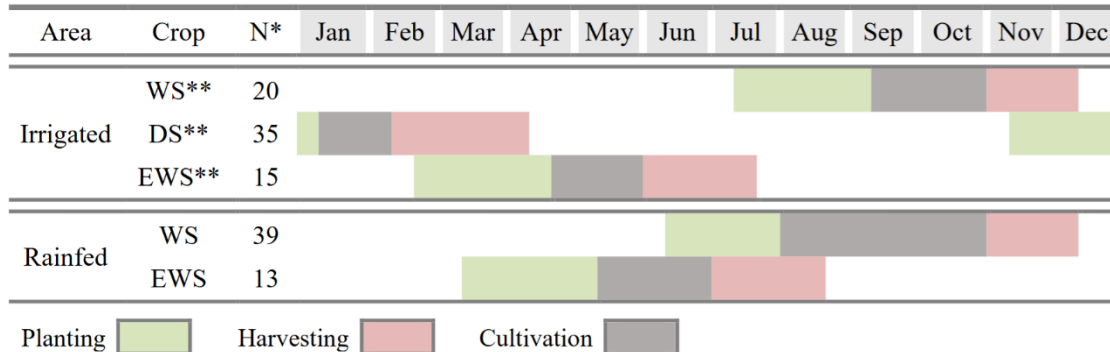 Area Crop N* Jan Feb Mar Apr May Jun Jul Aug Sep Oct Nov Dec
WS** 20
Irrigated DS** 35
EWS** 15
WS 39
Rainfed
EWS 13
Planting Harvesting Cultivation